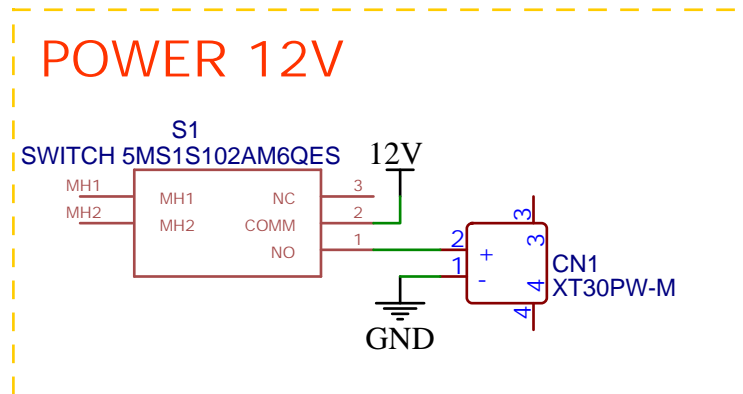 POWER 12V
S1
SWITCH 5MS1S102AM6QES
12V
MH1 MH1 NC 3
MH2 MH2 COMM 2
NO 1
2 +
1 -
3
3
4
4
CN1
XT30PW-M
GND